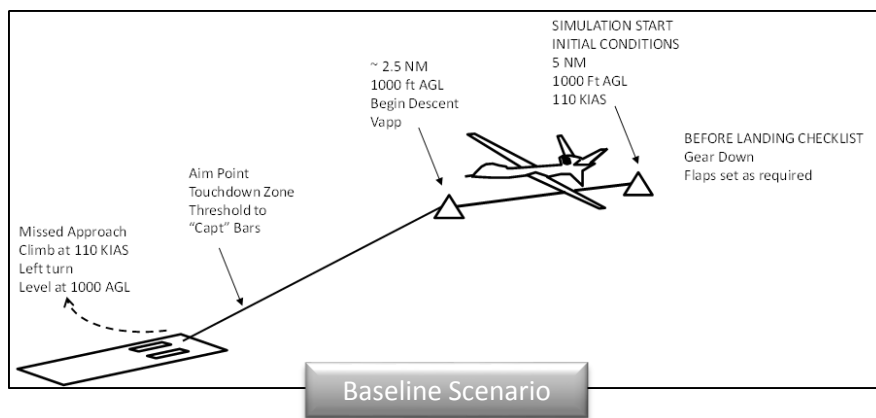 SIMULATION START
INITIAL CONDITIONS
5 NM
1000 Ft AGL
110 KIAS
~ 2.5 NM
1000 ft AGL
Begin Descent
Vapp
BEFORE LANDING CHECKLIST
Gear Down
Flaps set as required
Aim Point
Touchdown Zone
Threshold to
“Capt” Bars
Missed Approach
Climb at 110 KIAS
Left turn
Level at 1000 AGL
Baseline Scenario